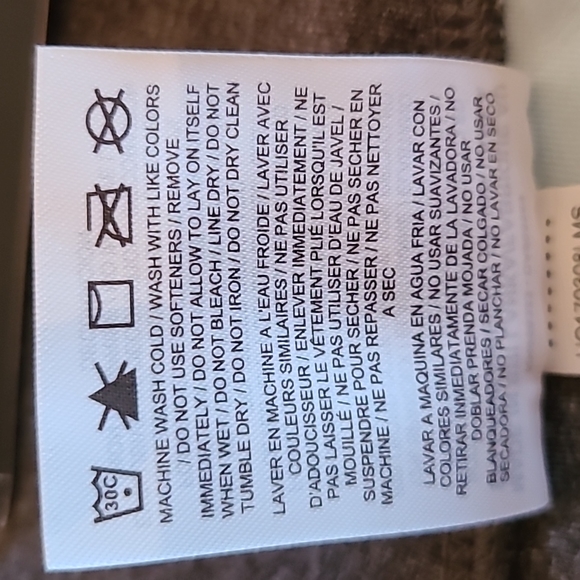 30C
MACHINE WASH COLD / WASH WITH LIKE COLORS
/ DO NOT USE SOFTENERS / REMOVE
IMMEDIATELY / DO NOT ALLOW TO LAY ON ITSELF
WHEN WET / DO NOT BLEACH / LINE DRY / DO NOT
TUMBLE DRY / DO NOT IRON / DO NOT DRY CLEAN
LAVER EN MACHINE A L'EAU FROIDE / LAVER AVEC
COULEURS SIMILAIRES / NE PAS UTILISER
D'ADOUCISSEUR / ENLEVER IMMEDIATEMENT / NE
PAS LAISSER LE VÊTEMENT PLIÉ LORSQU'IL EST
MOUILLÉ / NE PAS UTILISER D'EAU DE JAVEL /
SUSPENDRE POUR SECHER / NE PAS SECHER EN
MACHINE / NE PAS REPASSER / NE PAS NETTOYER
A SEC
LAVAR A MAQUINA EN AGUA FRIA / LAVAR CON
COLORES SIMILARES / NO USAR SUAVIZANTES /
RETIRAR IMMEDIATAMENTE DE LA LAVADORA / NO
DOBLAR PRENDA MOJADA / NO USAR
BLANQUEADORES / SECAR COLGADO / NO USAR
SECADORA / NO PLANCHAR / NO LAVAR EN SECO